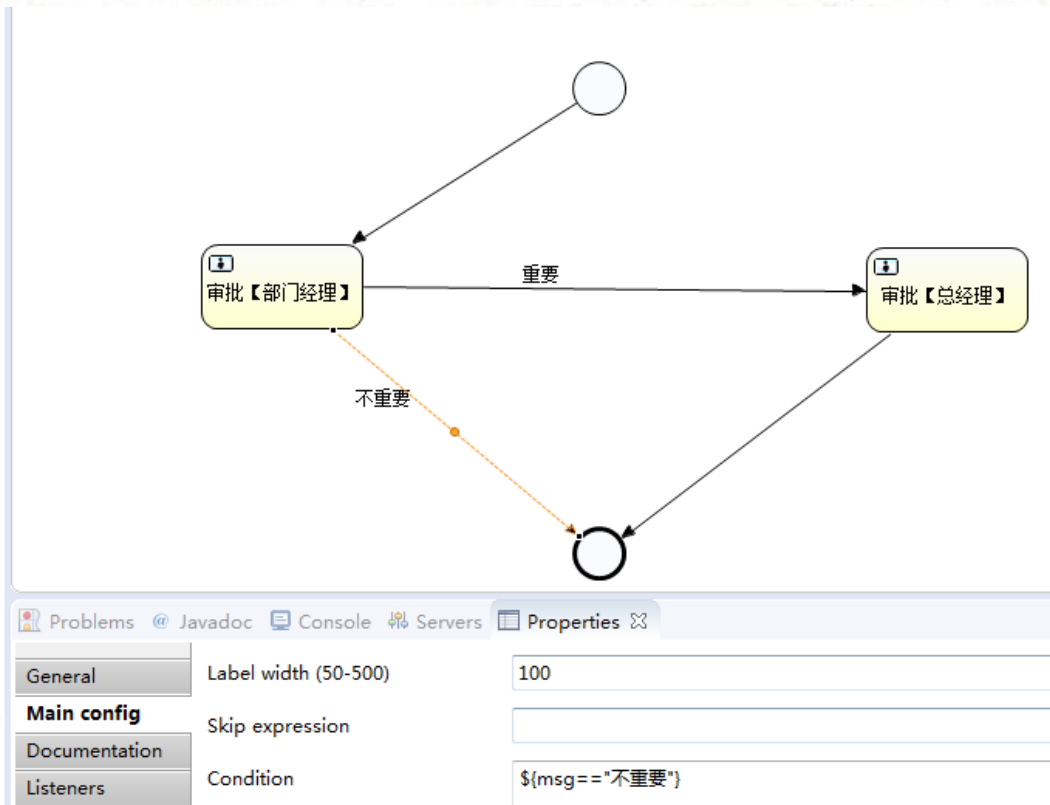 重要
审批【部门经理】
审批【总经理】
不重要
Problems @ Javadoc Console Servers Properties
General
Label width (50-500) 100
Main config
Skip expression
Documentation
Listeners
Condition ${msg=="不重要"}